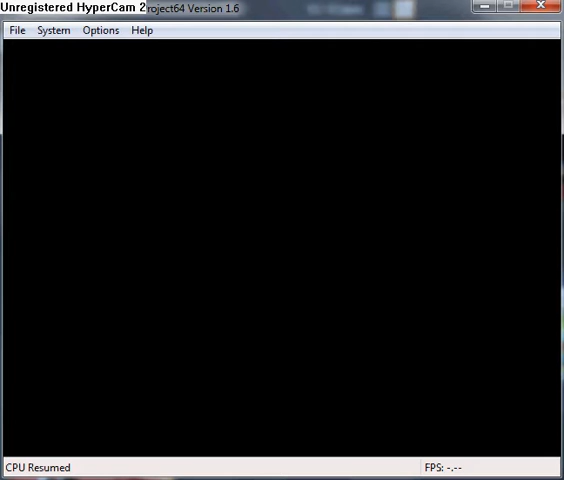 Unregistered HyperCam 2
roject64 Version 1.6
File System Options Help
CPU Resumed
FPS: -.--